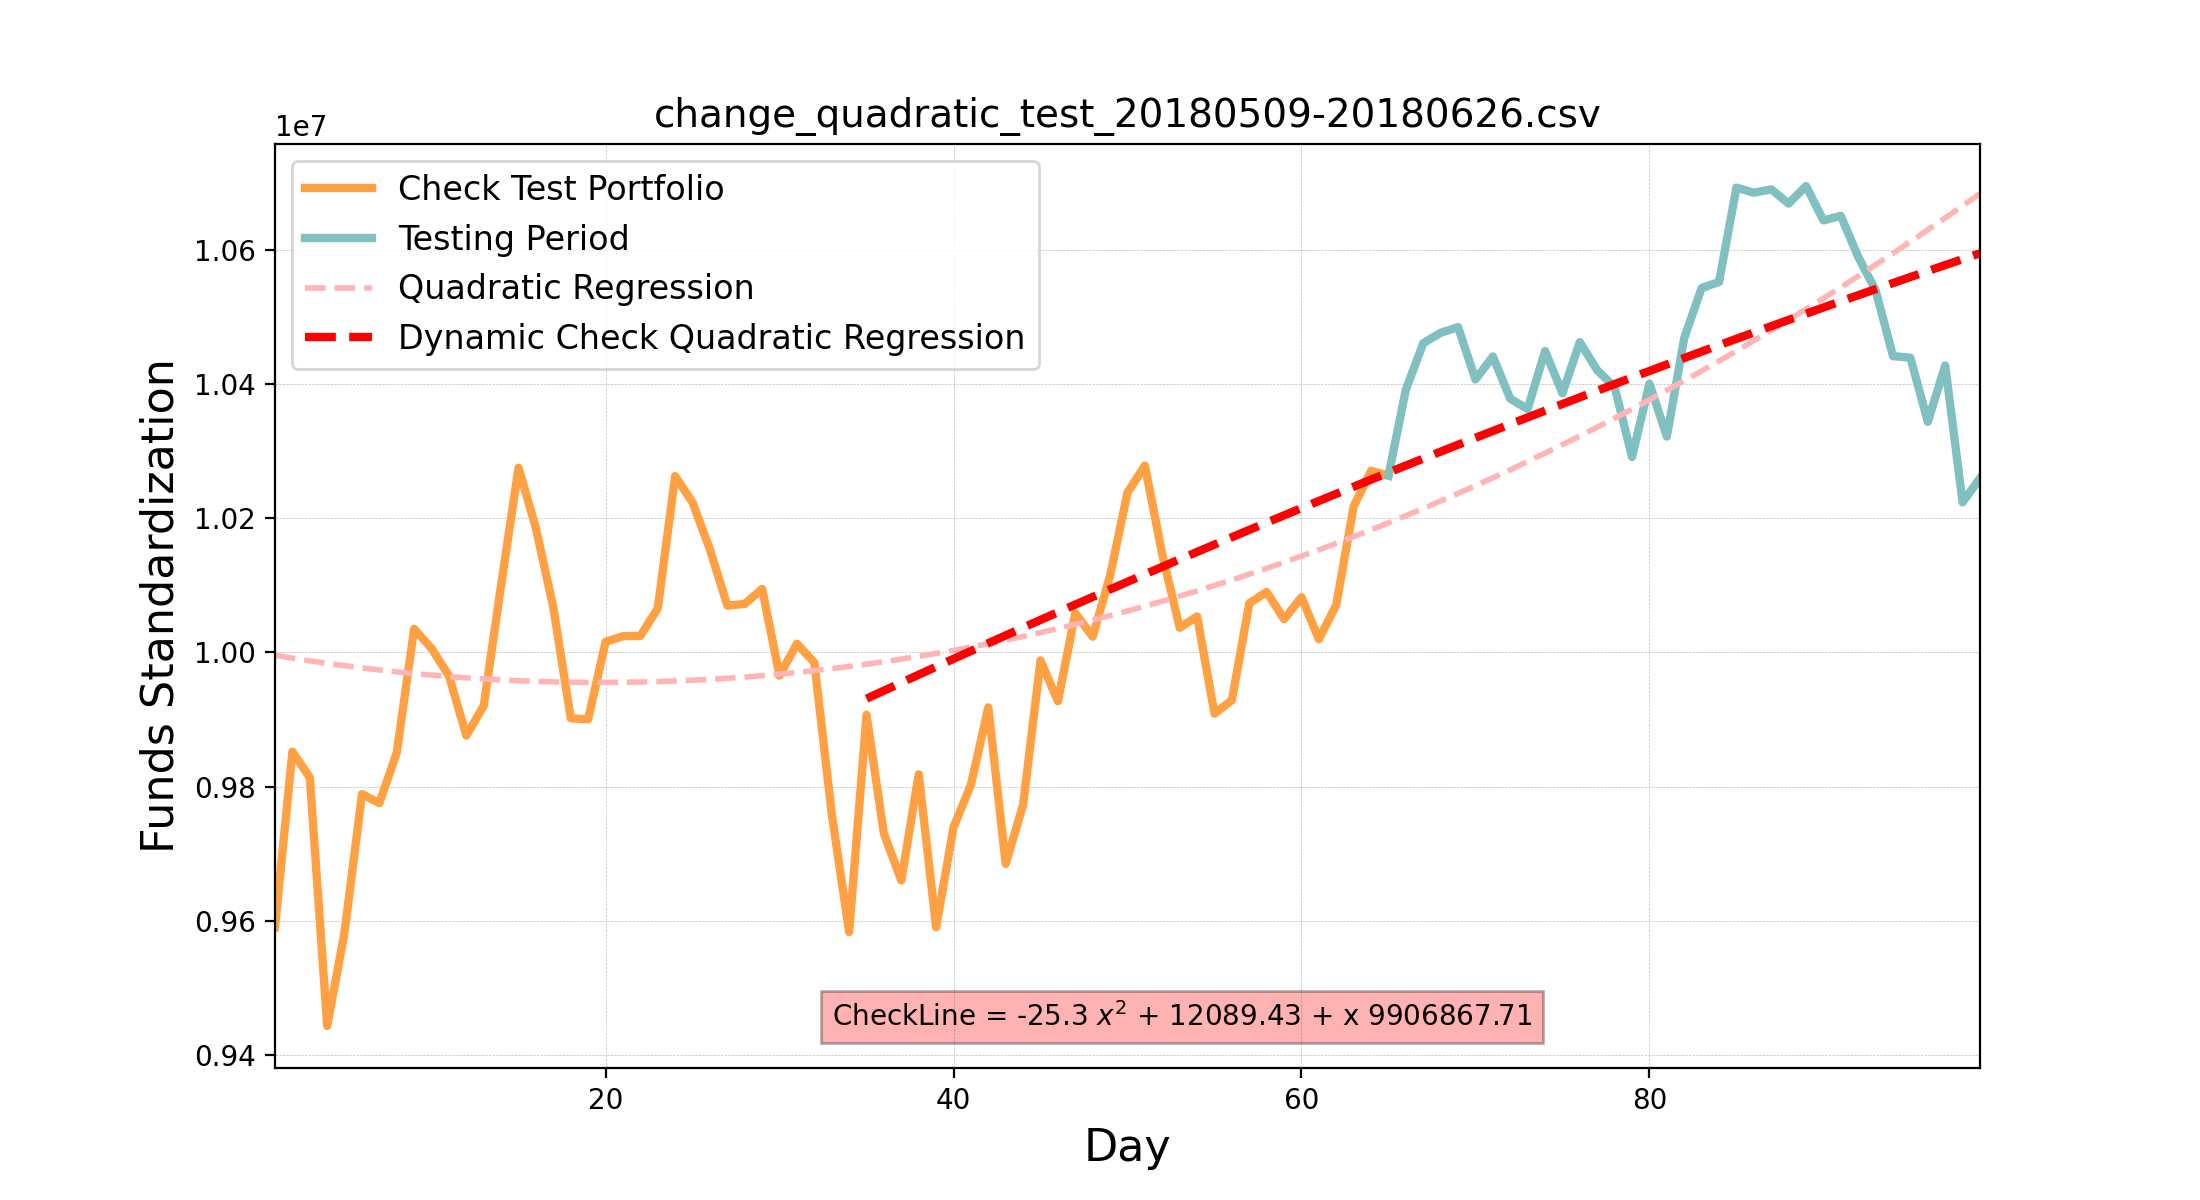 change_quadratic_test_20180509-20180626.csv
1e7
Check Test Portfolio
Testing Period
Quadratic Regression
Dynamic Check Quadratic Regression
1.06
1.04
1.02
1.00
0.98
0.96
0.94
Funds Standardization
CheckLine = -25.3 x² + 12089.43 + x 9906867.71
20 40 60 80
Day